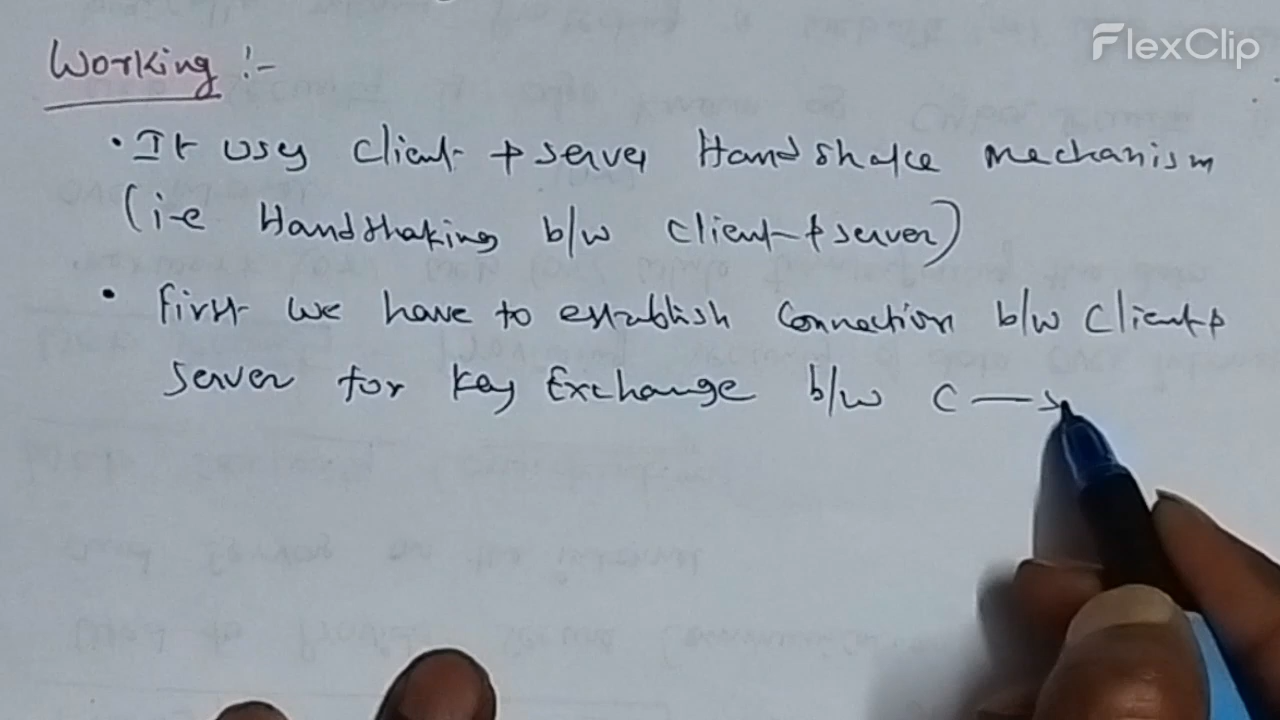 FlexClip
Working :-
• It uses client & server Handshake mechanism
(i-e Handshaking b/w client & server)
• First we have to establish connection b/w client &
server for key Exchange b/w C →